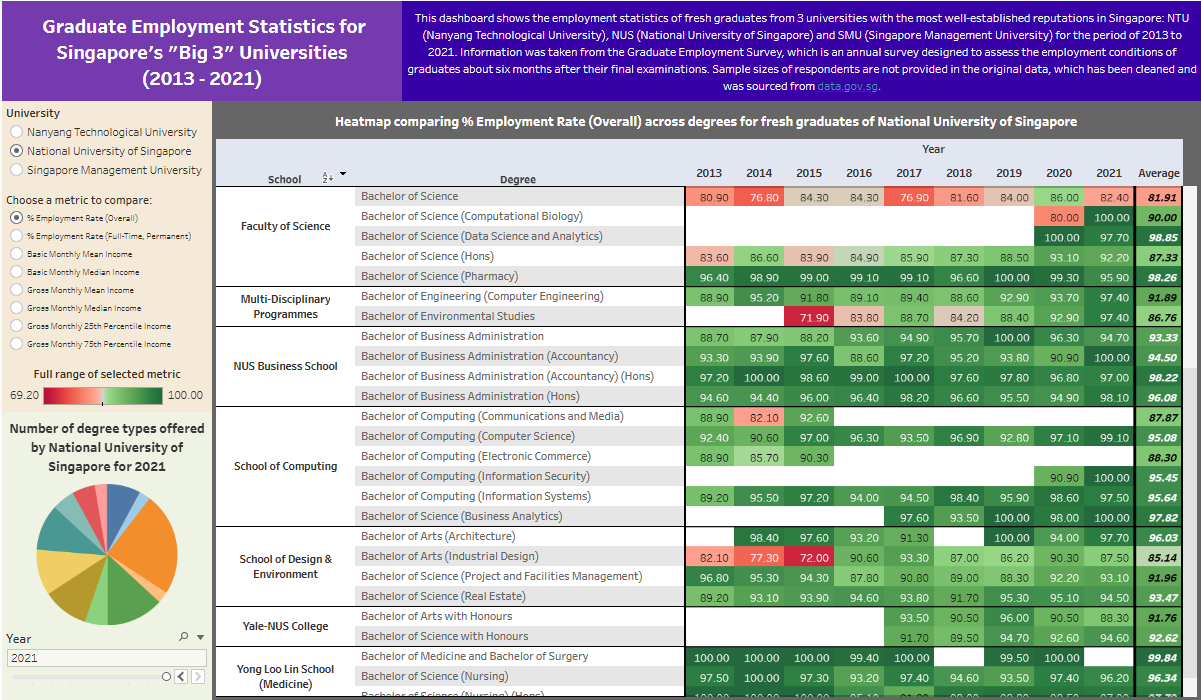 Graduate Employment Statistics for
Singapore's "Big 3" Universities
(2013 - 2021)
This dashboard shows the employment statistics of fresh graduates from 3 universities with the most well-established reputations in Singapore: NTU
(Nanyang Technological University), NUS (National University of Singapore) and SMU (Singapore Management University) for the period of 2013 to
2021. Information was taken from the Graduate Employment Survey, which is an annual survey designed to assess the employment conditions of
graduates about six months after their final examinations. Sample sizes of respondents are not provided in the original data, which has been cleaned and
was sourced from data.gov.sg.
University
Nanyang Technological University
National University of Singapore
Singapore Management University
Choose a metric to compare:
% Employment Rate (Overall)
% Employment Rate (Full-Time, Permanent)
Basic Monthly Mean Income
Basic Monthly Median Income
Gross Monthly Mean Income
Gross Monthly Median Income
Gross Monthly 25th Percentile Income
Gross Monthly 75th Percentile Income
Full range of selected metric
69.20 100.00
Number of degree types offered
by National University of
Singapore for 2021
Year
2021
Heatmap comparing % Employment Rate (Overall) across degrees for fresh graduates of National University of Singapore
Year
School Degree 2013 2014 2015 2016 2017 2018 2019 2020 2021 Average
Faculty of Science
Bachelor of Science 80.90 76.80 84.30 84.30 76.90 81.60 84.00 86.00 82.40 81.91
Bachelor of Science (Computational Biology) 80.00 100.00 90.00
Bachelor of Science (Data Science and Analytics) 100.00 97.70 98.85
Bachelor of Science (Hons) 83.60 86.60 83.90 84.90 85.90 87.30 88.50 93.10 92.20 87.33
Bachelor of Science (Pharmacy) 96.40 98.90 99.00 99.10 99.10 96.60 100.00 99.30 95.90 98.26
Multi-Disciplinary
Programmes
Bachelor of Engineering (Computer Engineering) 88.90 95.20 91.80 89.10 89.40 88.60 92.90 93.70 97.40 91.89
Bachelor of Environmental Studies 71.90 83.80 88.70 84.20 88.40 92.90 97.40 86.76
NUS Business School
Bachelor of Business Administration 88.70 87.90 88.20 93.60 94.90 95.70 100.00 96.30 94.70 93.33
Bachelor of Business Administration (Accountancy) 93.30 93.90 97.60 88.60 97.20 95.20 93.80 90.90 100.00 94.50
Bachelor of Business Administration (Accountancy) (Hons) 97.20 100.00 98.60 99.00 100.00 97.60 97.80 96.80 97.00 98.22
Bachelor of Business Administration (Hons) 94.60 94.40 96.00 96.40 98.20 96.60 95.50 94.90 98.10 96.08
School of Computing
Bachelor of Computing (Communications and Media) 88.90 82.10 92.60 87.87
Bachelor of Computing (Computer Science) 92.40 90.60 97.00 96.30 93.50 96.90 92.80 97.10 99.10 95.08
Bachelor of Computing (Electronic Commerce) 88.90 85.70 90.30 88.30
Bachelor of Computing (Information Security) 90.90 100.00 95.45
Bachelor of Computing (Information Systems) 89.20 95.50 97.20 94.00 94.50 98.40 95.90 98.60 97.50 95.64
Bachelor of Science (Business Analytics) 97.60 93.50 100.00 98.00 100.00 97.82
School of Design &
Environment
Bachelor of Arts (Architecture) 98.40 97.60 93.20 91.30 100.00 94.00 97.70 96.03
Bachelor of Arts (Industrial Design) 82.10 77.30 72.00 90.60 93.30 87.00 86.20 90.30 87.50 85.14
Bachelor of Science (Project and Facilities Management) 96.80 95.30 94.30 87.80 90.80 89.00 88.30 92.20 93.10 91.96
Bachelor of Science (Real Estate) 89.20 93.10 93.90 94.60 93.80 91.70 95.30 95.10 94.50 93.47
Yale-NUS College
Bachelor of Arts with Honours 93.50 90.50 96.00 90.50 88.30 91.76
Bachelor of Science with Honours 91.70 89.50 94.70 92.60 94.60 92.62
Yong Loo Lin School
(Medicine)
Bachelor of Medicine and Bachelor of Surgery 100.00 100.00 100.00 99.40 100.00 99.50 100.00 99.84
Bachelor of Science (Nursing) 97.50 100.00 97.30 93.20 97.40 94.60 93.50 97.40 96.20 96.34
Bachelor of Science (Nursing) (Hons)